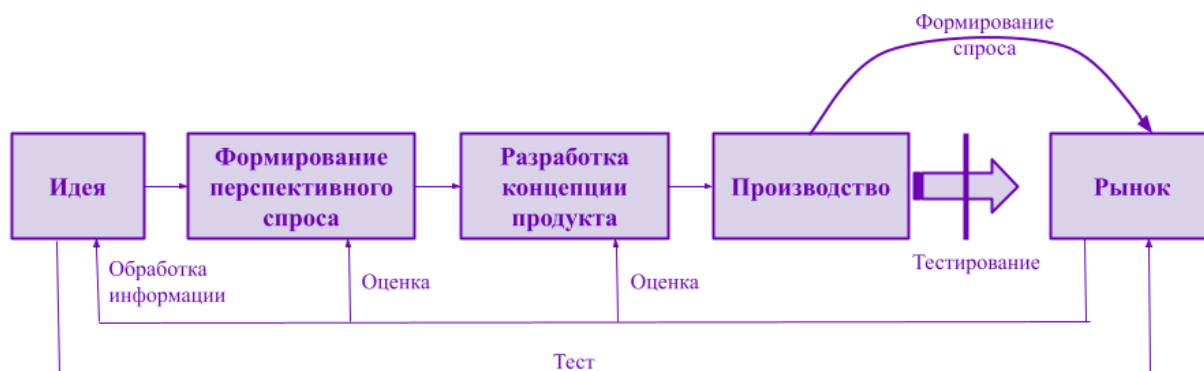 Формирование
спроса
Идея
Формирование
перспективного
спроса
Разработка
концепции
продукта
Производство
Рынок
Обработка
информации
Оценка
Оценка
Тестирование
Тест